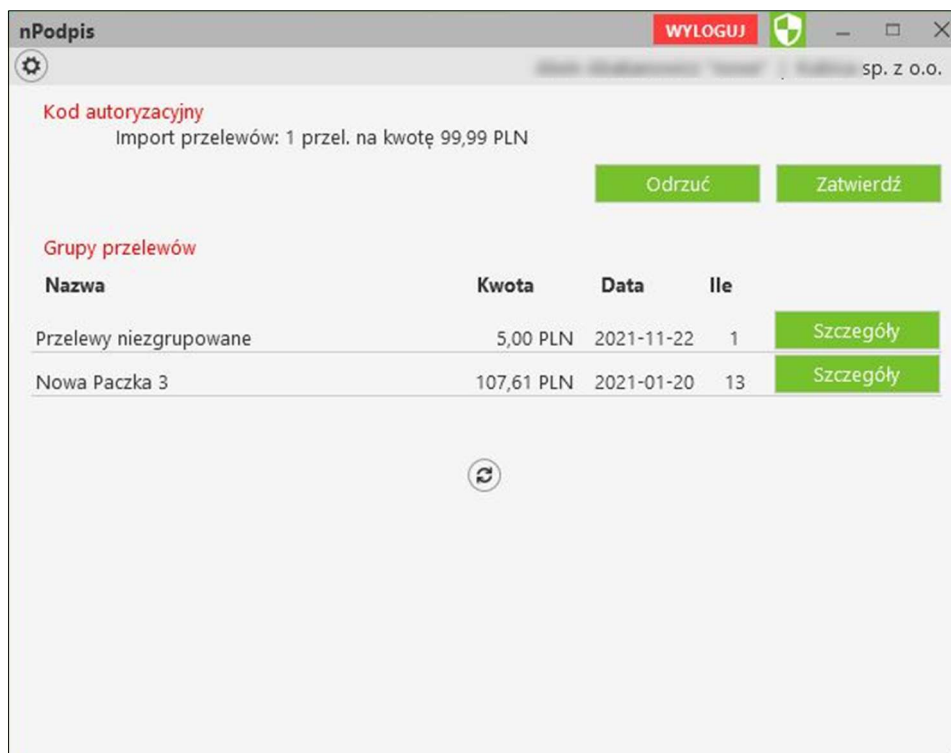 nPodpis WYLOGUJ
sp. z o.o.
Kod autoryzacyjny
Import przelewów: 1 przel. na kwotę 99,99 PLN
Odrzuć Zatwierdź
Grupy przelewów
Nazwa Kwota Data Ile
Przelewy niezgrupowane 5,00 PLN 2021-11-22 1 Szczegóły
Nowa Paczka 3 107,61 PLN 2021-01-20 13 Szczegóły